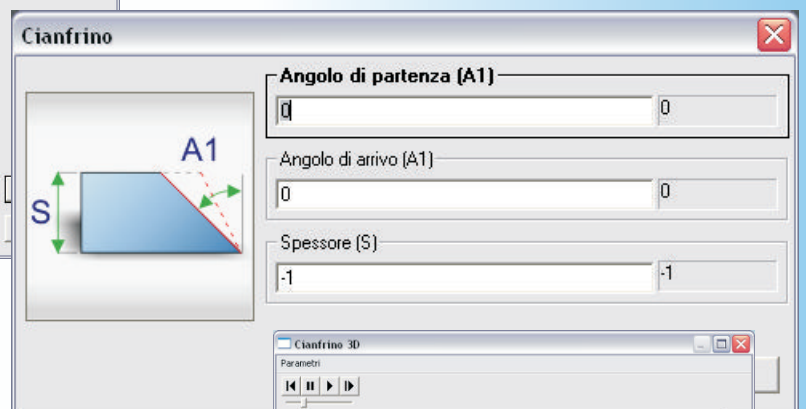 Cianfrino
Angolo di partenza (A1)
0 0
A1
Angolo di arrivo (A1)
0 0
S
Spessore (S)
-1 -1
Cianfrino 3D
Parametri